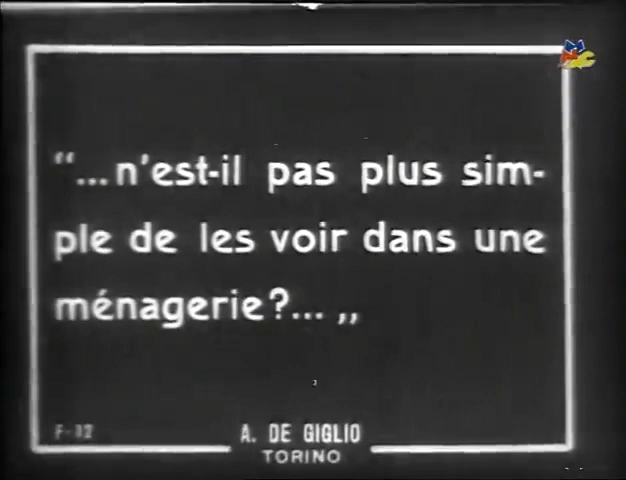 “...n'est-il pas plus sim-
ple de les voir dans une
ménagerie?... „
F-12
A. DE GIGLIO
TORINO